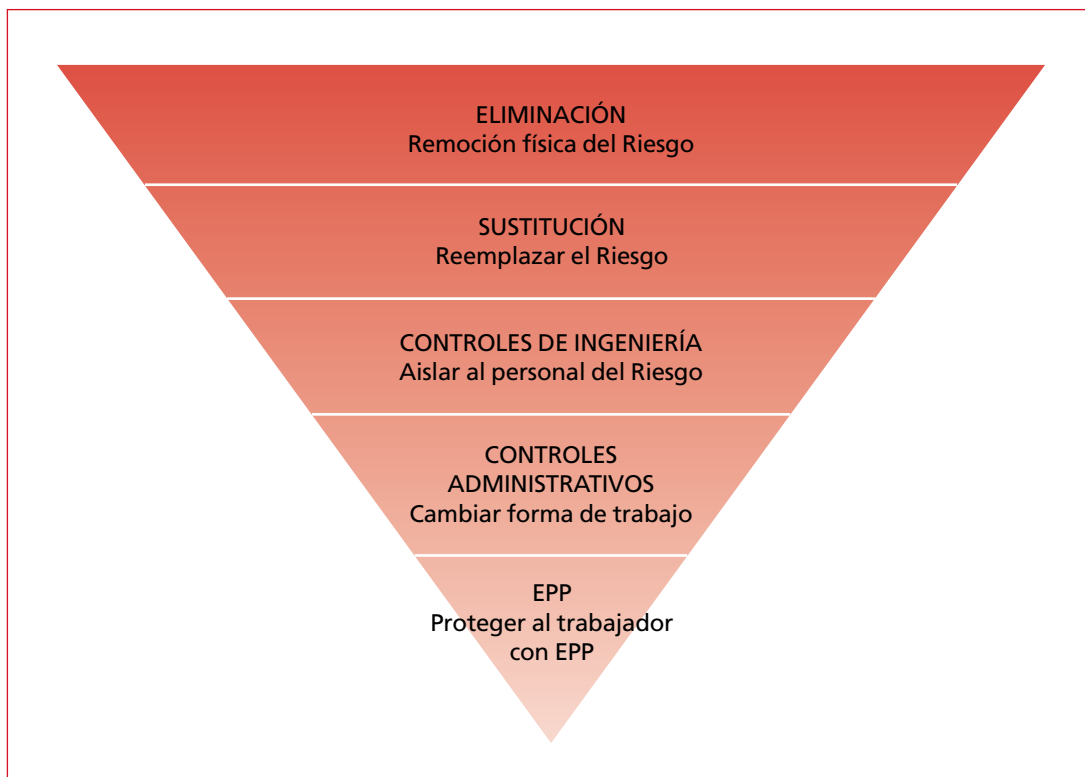 ELIMINACIÓN
Remoción física del Riesgo
SUSTITUCIÓN
Reemplazar el Riesgo
CONTROLES DE INGENIERÍA
Aislar al personal del Riesgo
CONTROLES
ADMINISTRATIVOS
Cambiar forma de trabajo
EPP
Proteger al trabajador
con EPP